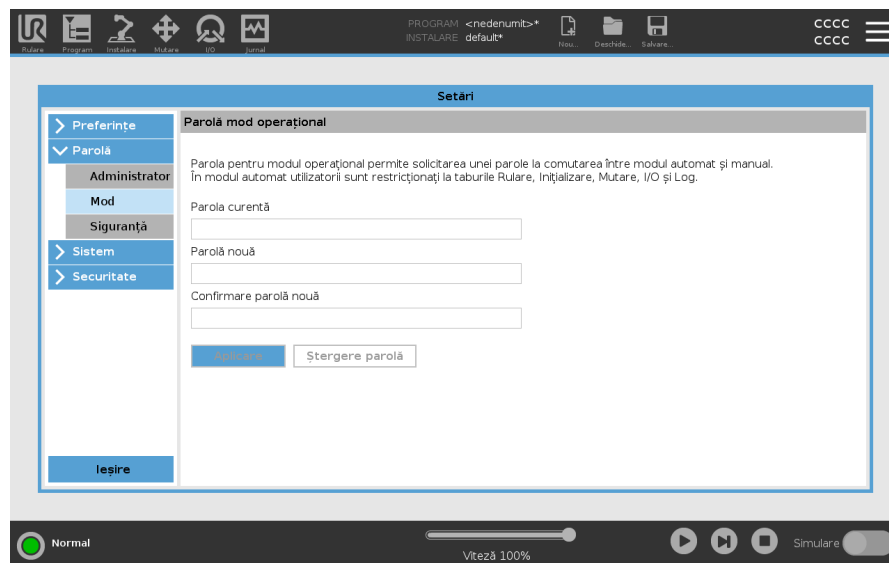 PROGRAM <nedenumit>*
INSTALARE default*
CCCC
CCCC
Rulare Program Instalare Mutare I/O Jurnal Nou... Deschide... Salvare...
Setări
Preferințe
Parolă
Administrator
Mod
Siguranță
Sistem
Securitate
Ieșire
Parolă mod operațional
Parola pentru modul operațional permite solicitarea unei parole la comutarea între modul automat și manual.
În modul automat utilizatorii sunt restricționați la taburile Rulare, Inițializare, Mutare, I/O și Log.
Parola curentă
Parolă nouă
Confirmare parolă nouă
Aplicare Ștergere parolă
Normal
Viteză 100%
Simulare